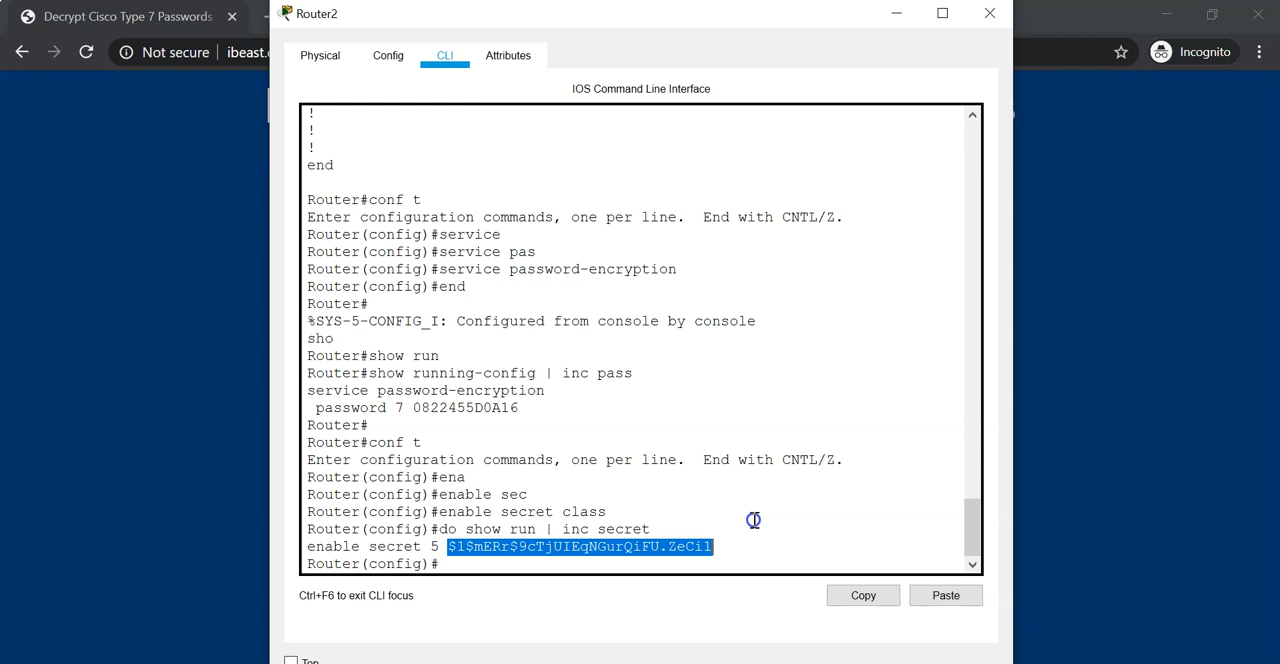 Decrypt Cisco Type 7 Passwords
Router2
Not secure
ibeast.
Incognito
Physical
Config
CLI
Attributes
IOS Command Line Interface
!
!
!
end
Router#conf t
Enter configuration commands, one per line.  End with CNTL/Z.
Router(config)#service
Router(config)#service pas
Router(config)#service password-encryption
Router(config)#end
Router#
%SYS-5-CONFIG_I: Configured from console by console
sho
Router#show run
Router#show running-config | inc pass
service password-encryption
 password 7 0822455D0A16
Router#
Router#conf t
Enter configuration commands, one per line.  End with CNTL/Z.
Router(config)#ena
Router(config)#enable sec
Router(config)#enable secret class
Router(config)#do show run | inc secret
enable secret 5 $1$mERr$9cTjUIEqNGurQiFU.ZeCi1
Router(config)#
Ctrl+F6 to exit CLI focus
Copy
Paste
Top